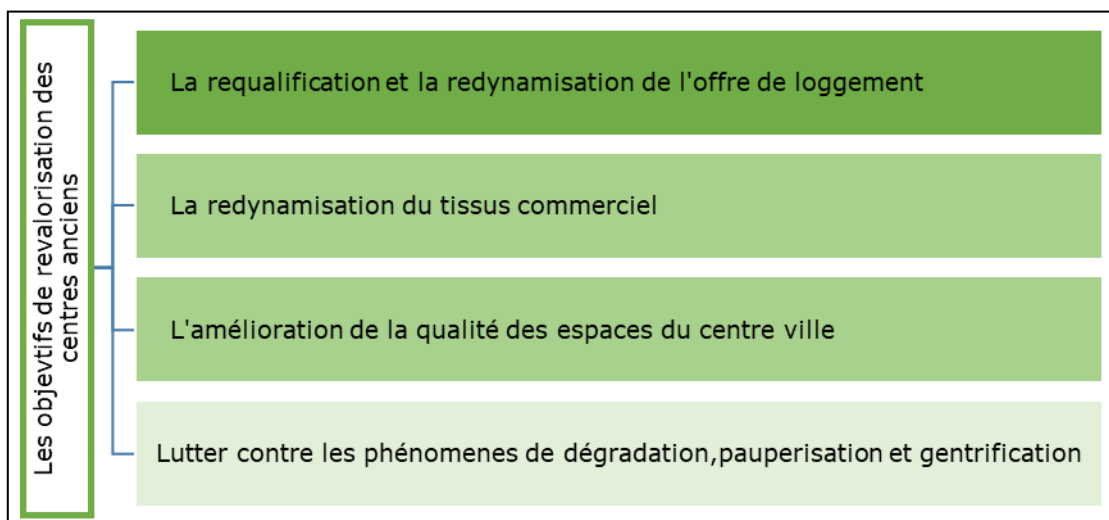 Les objevtifs de revalorisation des
centres anciens
La requalification et la redynamisation de l'offre de loggement
La redynamisation du tissus commerciel
L'amélioration de la qualité des espaces du centre ville
Lutter contre les phénomenes de dégradation,pauperisation et gentrification